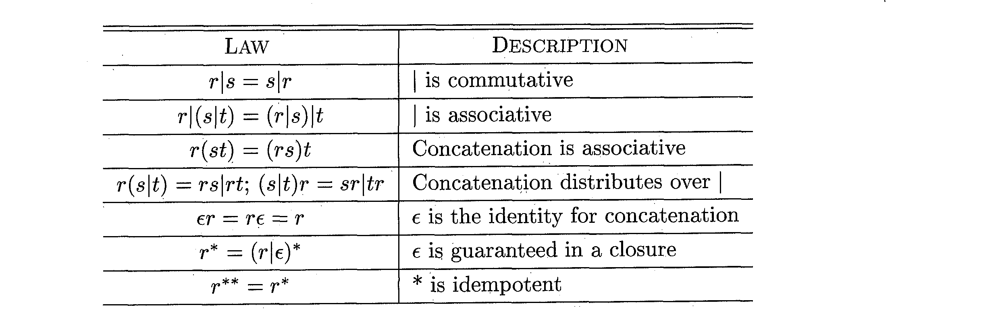 LAW DESCRIPTION
r|s = s|r | is commutative
r|(s|t) = (r|s)|t | is associative
r(st) = (rs)t Concatenation is associative
r(s|t) = rs|rt; (s|t)r = sr|tr Concatenation distributes over |
ϵr = rϵ = r ϵ is the identity for concatenation
r* = (r|ϵ)* ϵ is guaranteed in a closure
r** = r* * is idempotent